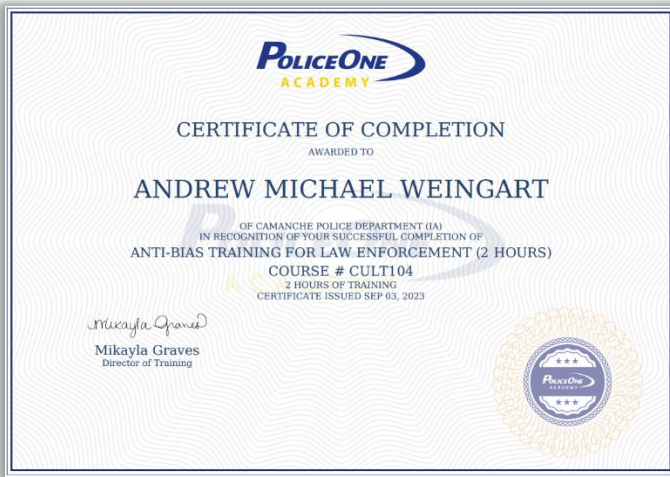 POLICEONE
ACADEMY
CERTIFICATE OF COMPLETION
AWARDED TO
ANDREW MICHAEL WEINGART
OF CAMANCHE POLICE DEPARTMENT (IA)
IN RECOGNITION OF YOUR SUCCESSFUL COMPLETION OF
ANTI-BIAS TRAINING FOR LAW ENFORCEMENT (2 HOURS)
COURSE # CULT104
2 HOURS OF TRAINING
CERTIFICATE ISSUED SEP 03, 2023
Mikayla Graves
Mikayla Graves
Director of Training
POLICEONE
ACADEMY